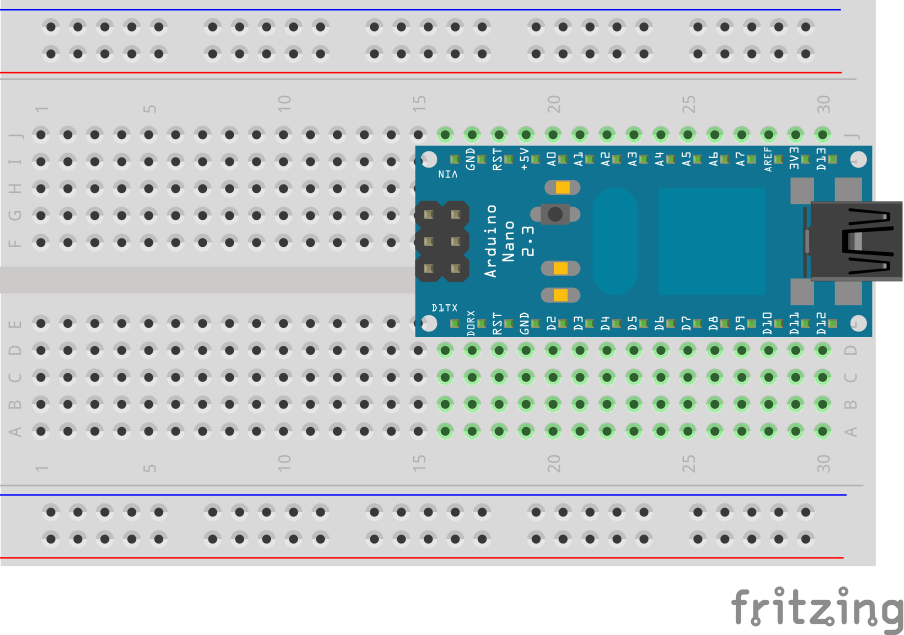 1 5 10 15 20 25 30
J J
I
H
G
F
VIN GND RST +5V A0 A1 A2 A3 A4 A5 A6 A7 AREF 3V3 D13
Arduino
Nano
2.3
D1TX D0RX RST GND D2 D3 D4 D5 D6 D7 D8 D9 D10 D11 D12
E
D D
C C
B B
A A
1 5 10 15 20 25 30
fritzing